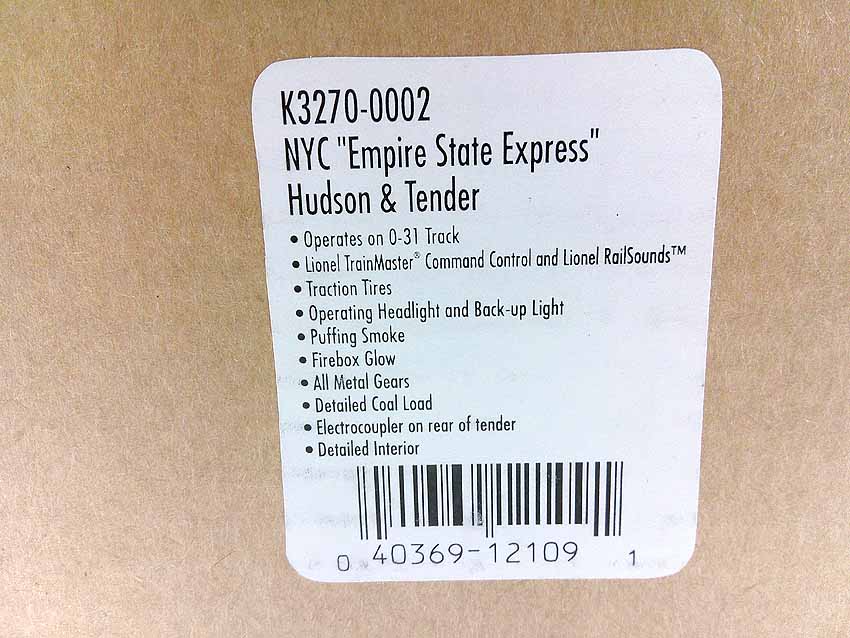 K3270-0002
NYC "Empire State Express"
Hudson & Tender
• Operates on O-31 Track
• Lionel TrainMaster® Command Control and Lionel RailSounds™
• Traction Tires
• Operating Headlight and Back-up Light
• Puffing Smoke
• Firebox Glow
• All Metal Gears
• Detailed Coal Load
• Electrocoupler on rear of tender
• Detailed Interior
0 40369-12109 1